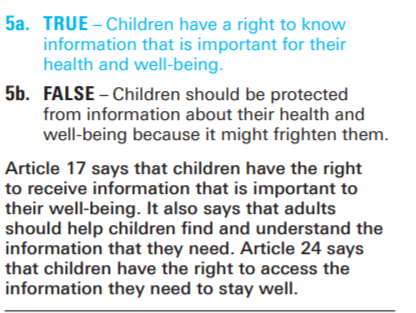 5a. TRUE – Children have a right to know
information that is important for their
health and well-being.
5b. FALSE – Children should be protected
from information about their health and
well-being because it might frighten them.
Article 17 says that children have the right
to receive information that is important to
their well-being. It also says that adults
should help children find and understand the
information that they need. Article 24 says
that children have the right to access the
information they need to stay well.